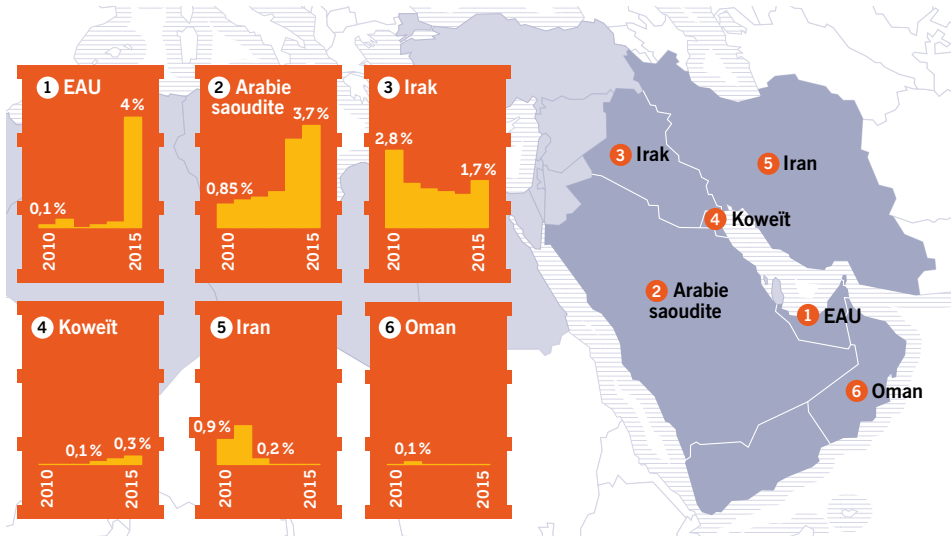 1 EAU
4 %
0,1 %
2010
2015
2 Arabie
saoudite
3,7 %
0,85 %
2010
2015
3 Irak
2,8 %
1,7 %
2010
2015
4 Koweït
0,1 %
0,3 %
2010
2015
5 Iran
0,9 %
0,2 %
2010
2015
6 Oman
0,1 %
2010
2015
3 Irak
5 Iran
4 Koweït
2 Arabie
saoudite
1 EAU
6 Oman